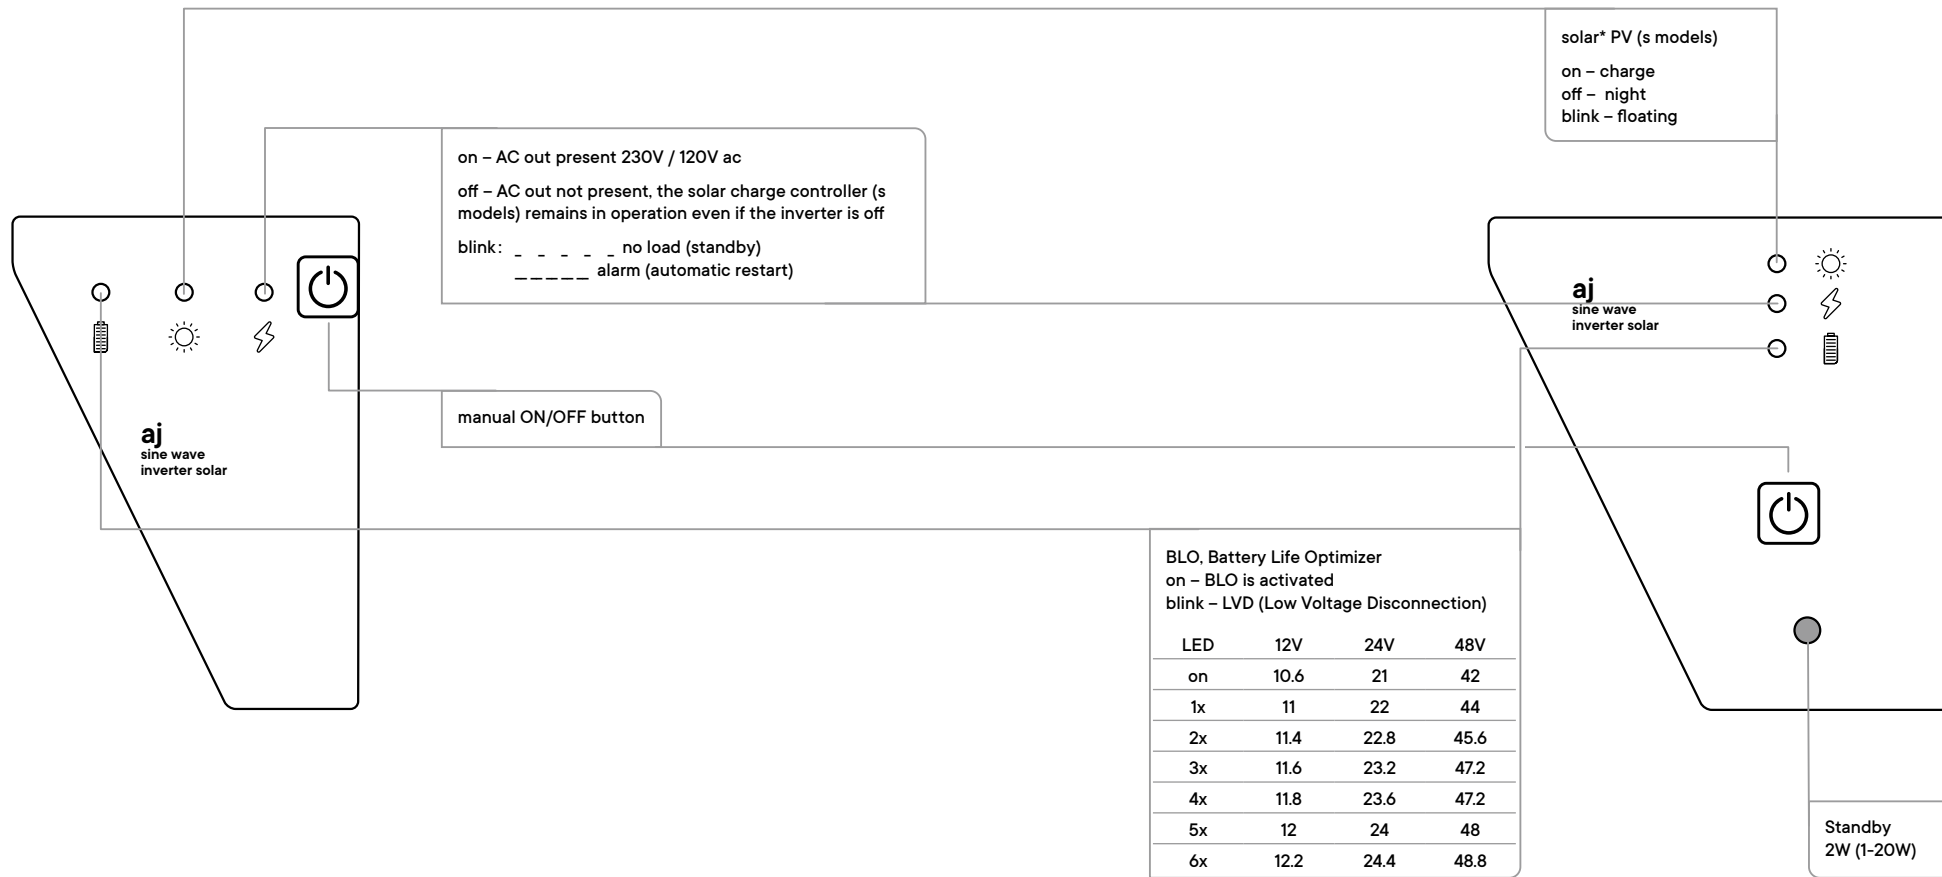 solar* PV (s models)
on – charge
off – night
blink – floating
on – AC out present 230V / 120V ac
off – AC out not present, the solar charge controller (s
models) remains in operation even if the inverter is off
blink: _ _ _ _ _ no load (standby)
_____ alarm (automatic restart)
aj
sine wave
inverter solar
manual ON/OFF button
aj
sine wave
inverter solar
BLO, Battery Life Optimizer
on – BLO is activated
blink – LVD (Low Voltage Disconnection)
LED 12V 24V 48V
on 10.6 21 42
1x 11 22 44
2x 11.4 22.8 45.6
3x 11.6 23.2 47.2
4x 11.8 23.6 47.2
5x 12 24 48
6x 12.2 24.4 48.8
Standby
2W (1-20W)